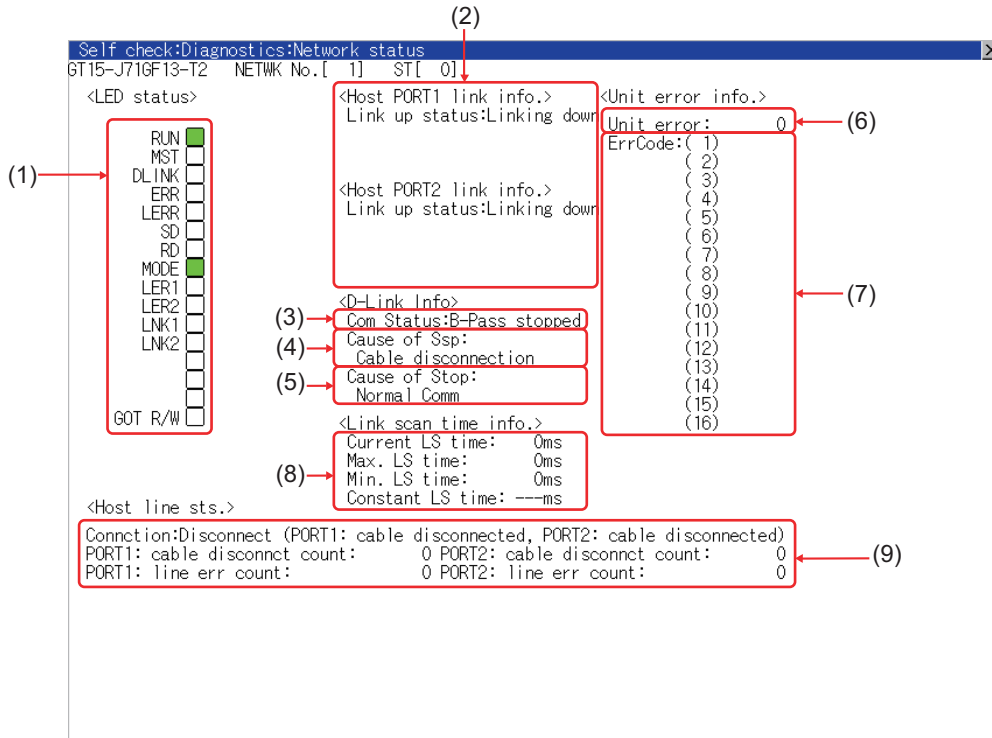 (2)
Self check:Diagnostics:Network status
GT15-J71GF13-T2 NETWK No.[ 1] ST[ 0]
<LED status>
(1)
RUN
MST
DLINK
ERR
LERR
SD
RD
MODE
LER1
LER2
LNK1
LNK2
GOT R/W
<Host PORT1 link info.>
Link up status:Linking down
<Host PORT2 link info.>
Link up status:Linking down
<D-Link Info>
(3)
Com Status:B-Pass stopped
(4)
Cause of Ssp:
Cable disconnection
(5)
Cause of Stop:
Normal Comm
<Link scan time info.>
(8)
Current LS time: 0ms
Max. LS time: 0ms
Min. LS time: 0ms
Constant LS time: ---ms
<Unit error info.>
Unit error: 0
(6)
ErrCode:( 1)
( 2)
( 3)
( 4)
( 5)
( 6)
( 7)
( 8)
( 9)
(10)
(11)
(12)
(13)
(14)
(15)
(16)
(7)
<Host line sts.>
Connction:Disconnect (PORT1: cable disconnected, PORT2: cable disconnected)
PORT1: cable disconnct count: 0 PORT2: cable disconnct count: 0
PORT1: line err count: 0 PORT2: line err count: 0
(9)